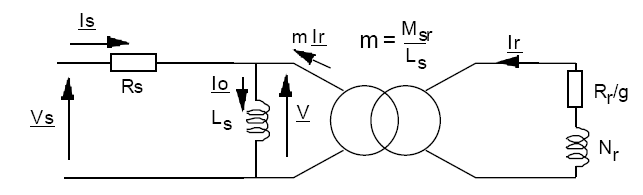 Is
m Ir
m = Msr / Ls
Ir
Rs
Io
Ls
V
Vs
Rr/g
Nr